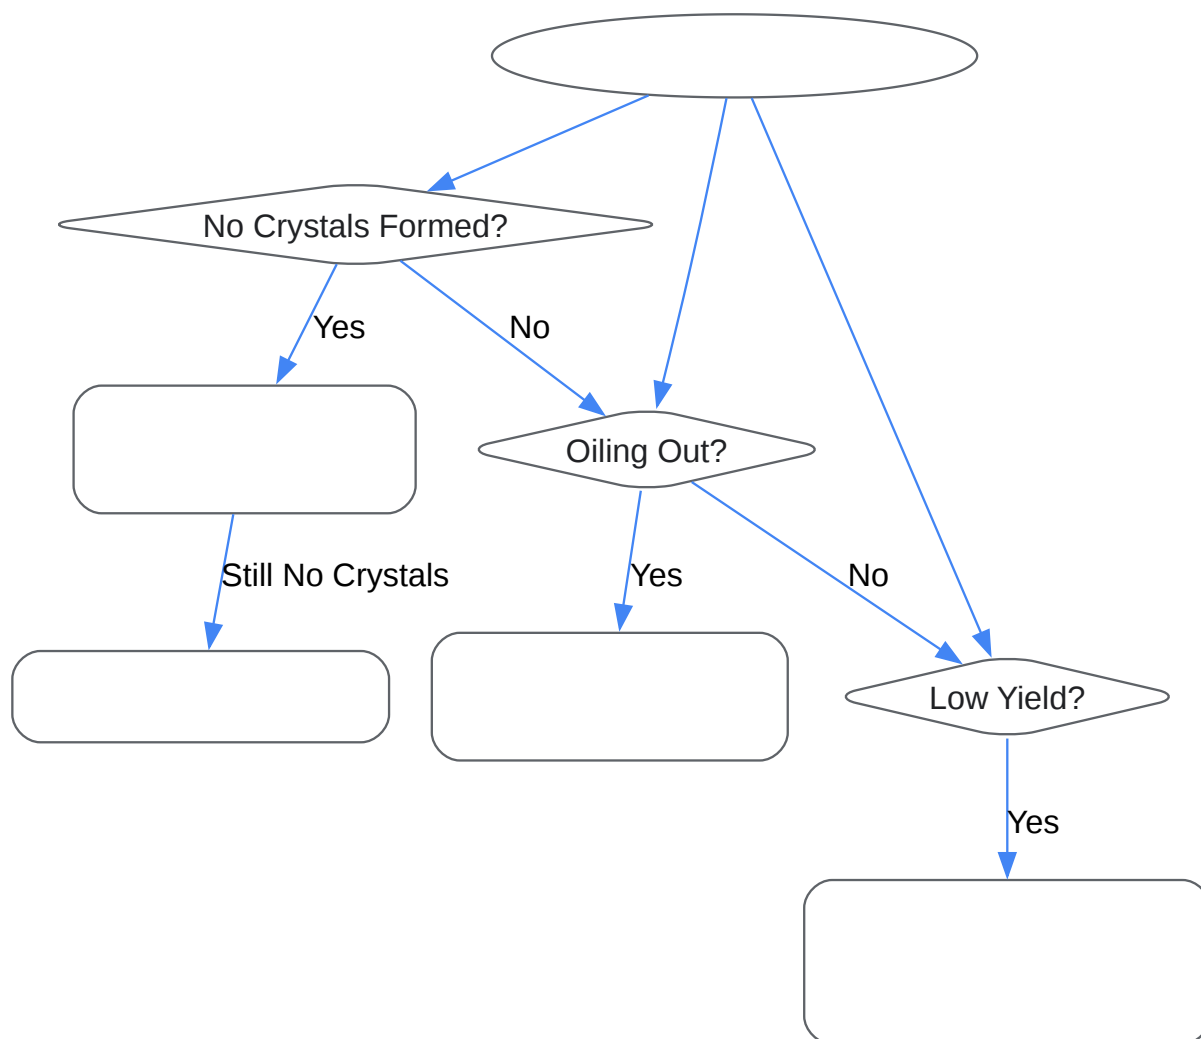 No Crystals Formed?
Yes
No
Oiling Out?
Still No Crystals
Yes
No
Low Yield?
Yes